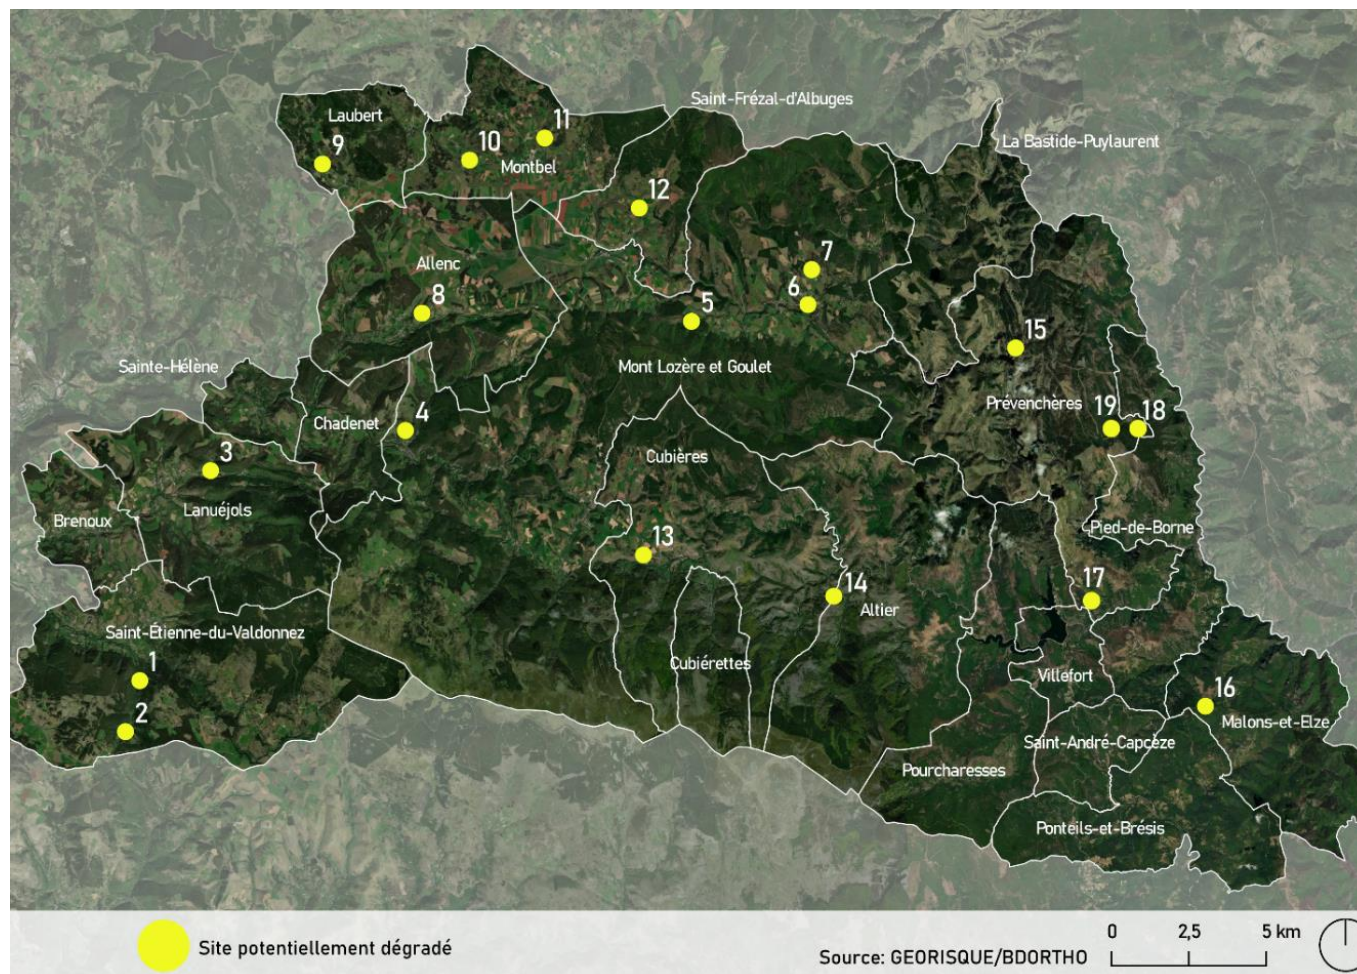 Saint-Frézal-d'Albuges
Laubert
11
La Bastide-Puylaurent
9
10
Montbel
12
Allenc
7
8
6
5
15
Sainte-Hélène
Mont Lozère et Goulet
Chadenet
4
Prévenchères
19
18
3
Cubières
Lanuéjols
Brenoux
Pied-de-Borne
13
17
14
Altier
Saint-Étienne-du-Valdonnez
1
Cubiérettes
Villefort
16
2
Malons-et-Elze
Saint-André-Capcèze
Pourcharesses
Ponteils-et-Brésis
Site potentiellement dégradé
Source: GEORISQUE/BDORTHO
0 2,5 5 km